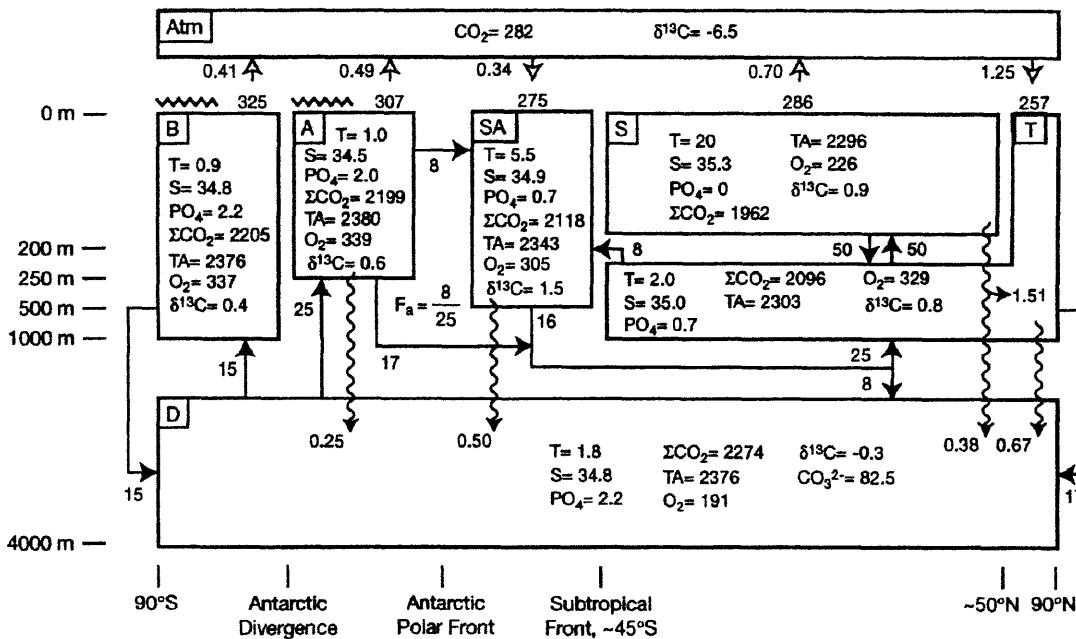 Atm
CO₂= 282
δ¹³C= -6.5
0.41
0.49
0.34
0.70
1.25
325
307
275
286
257
0 m
200 m
250 m
500 m
1000 m
4000 m
B
T= 0.9
S= 34.8
PO₄= 2.2
ΣCO₂= 2205
TA= 2376
O₂= 337
δ¹³C= 0.4
A
T= 1.0
S= 34.5
PO₄= 2.0
ΣCO₂= 2199
TA= 2380
O₂= 339
δ¹³C= 0.6
8
SA
T= 5.5
S= 34.9
PO₄= 0.7
ΣCO₂= 2118
TA= 2343
O₂= 305
δ¹³C= 1.5
S
T= 20
S= 35.3
PO₄= 0
ΣCO₂= 1962
TA= 2296
O₂= 226
δ¹³C= 0.9
T
8
50
50
T= 2.0
S= 35.0
PO₄= 0.7
ΣCO₂= 2096
TA= 2303
O₂= 329
δ¹³C= 0.8
1.51
25
Fₐ= 8/25
16
17
15
25
8
D
0.25
0.50
0.38
0.67
T= 1.8
S= 34.8
PO₄= 2.2
ΣCO₂= 2274
TA= 2376
O₂= 191
δ¹³C= -0.3
CO₃²⁻= 82.5
15
90°S
Antarctic
Divergence
Antarctic
Polar Front
Subtropical
Front, ~45°S
~50°N
90°N